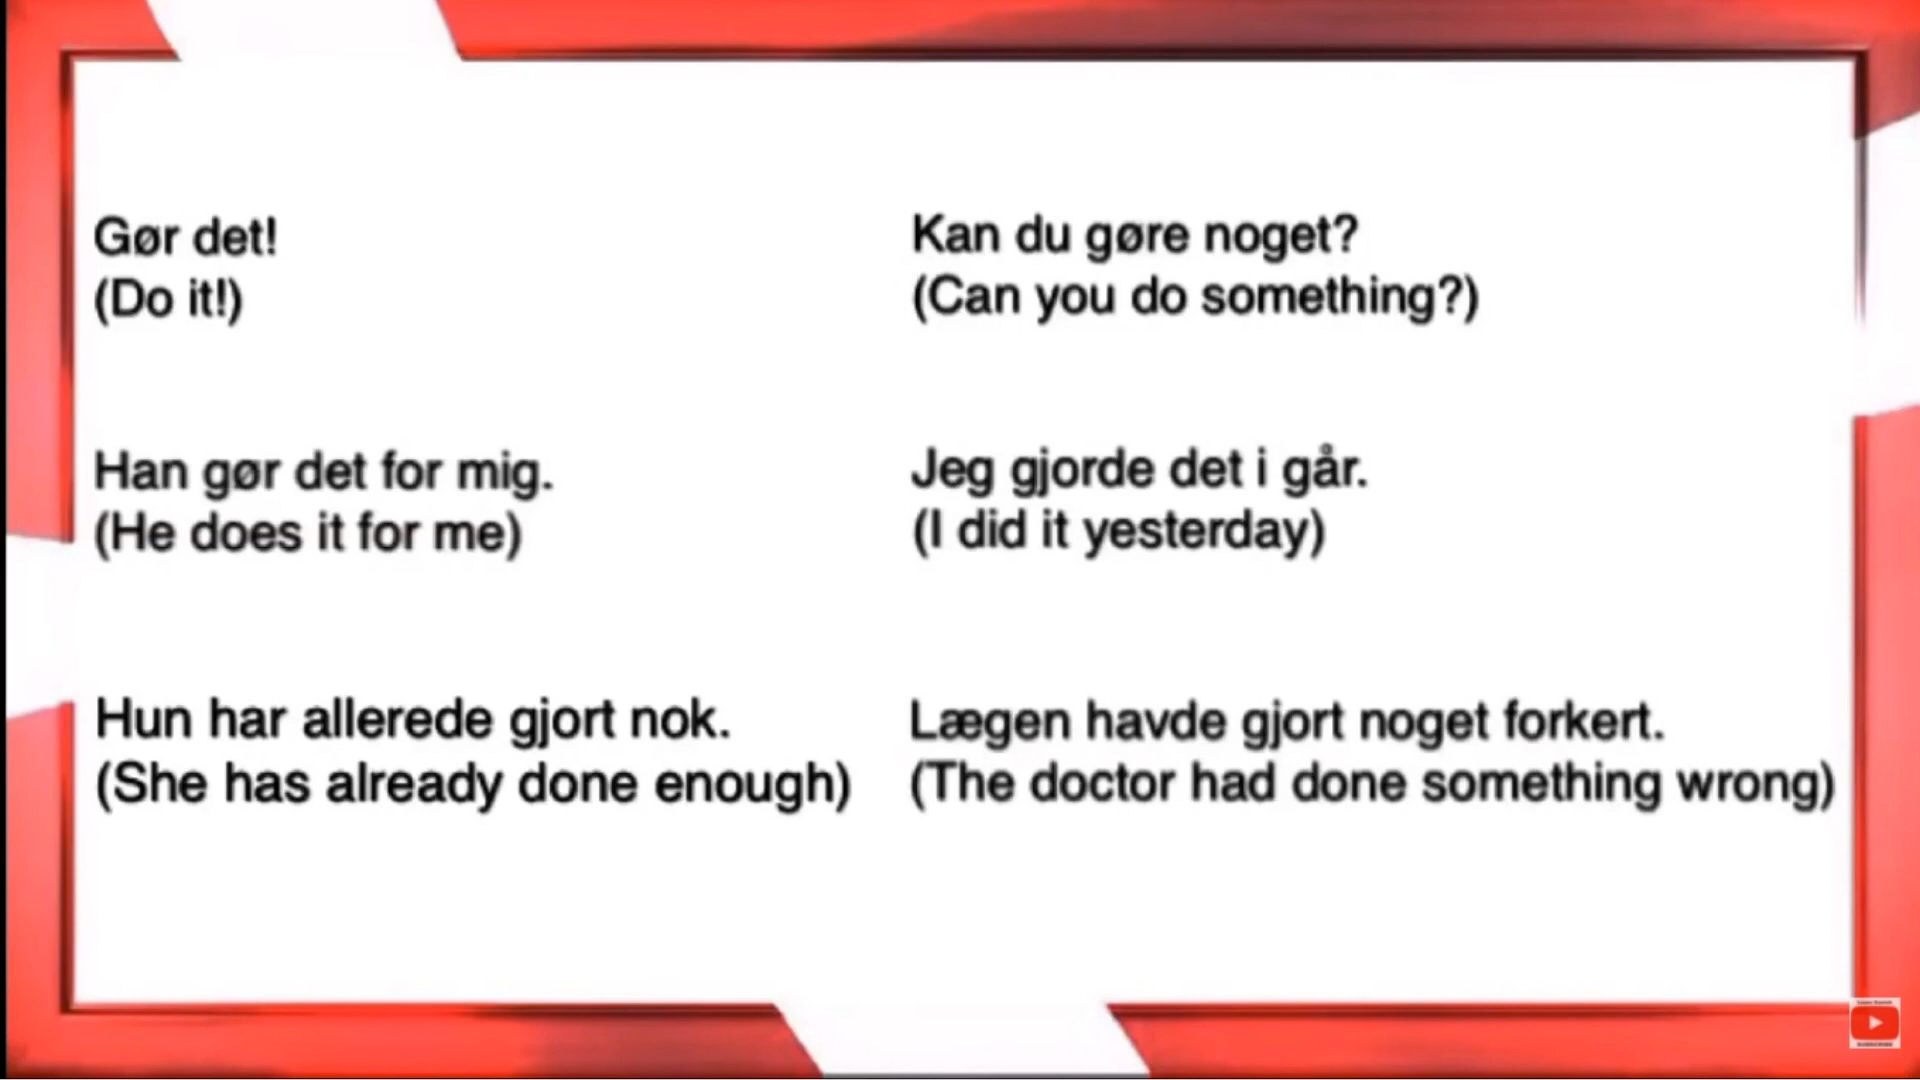 Gør det!
(Do it!)
Kan du gøre noget?
(Can you do something?)
Han gør det for mig.
(He does it for me)
Jeg gjorde det i går.
(I did it yesterday)
Hun har allerede gjort nok.
(She has already done enough)
Lægen havde gjort noget forkert.
(The doctor had done something wrong)